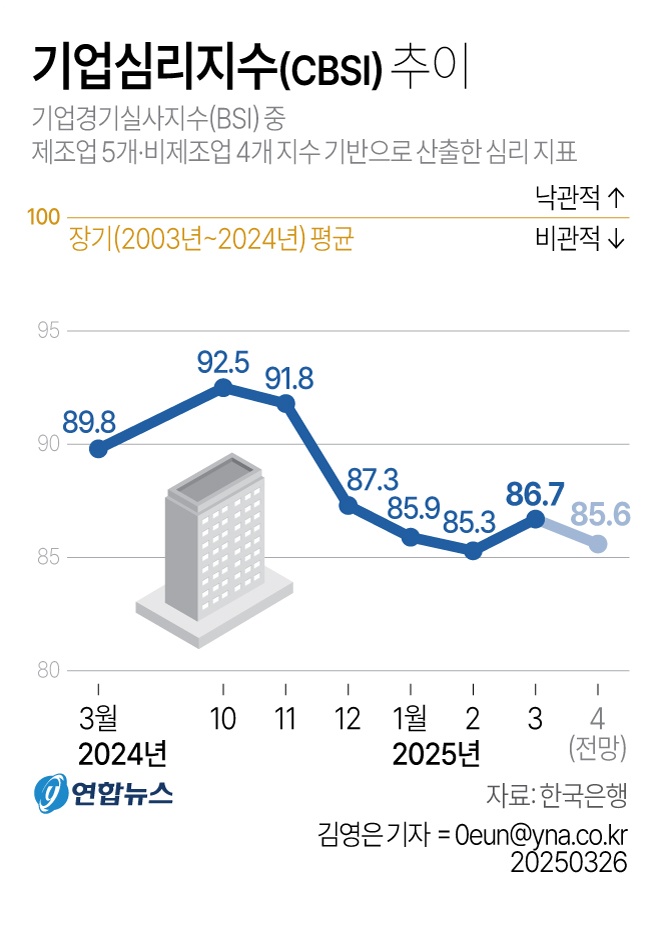 기업심리지수(CBSI) 추이
기업경기실사지수(BSI) 중
제조업 5개·비제조업 4개 지수 기반으로 산출한 심리 지표
낙관적 ↑
100
장기(2003년~2024년) 평균
비관적 ↓
95
92.5
91.8
89.8
90
87.3
85.9
85.3
86.7
85.6
85
80
3월
10
11
12
1월
2
3
4
(전망)
2024년
2025년
y 연합뉴스
자료: 한국은행
김영은 기자 = 0eun@yna.co.kr
20250326